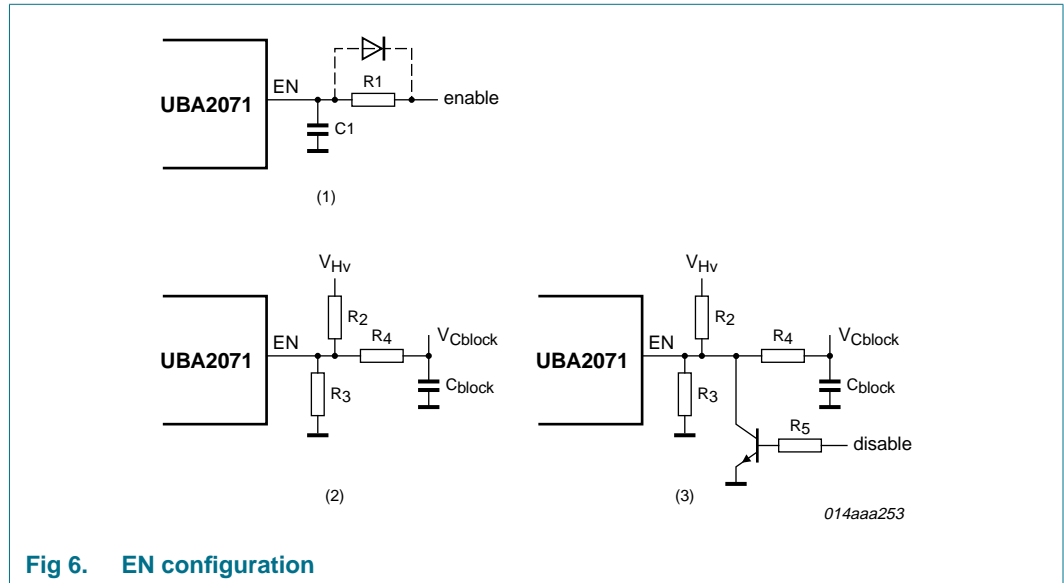 UBA2071
EN
R1
enable
C1
(1)
VHv
R2
EN
R4
VCblock
UBA2071
R3
Cblock
(2)
VHv
R2
EN
R4
VCblock
UBA2071
R3
Cblock
R5
disable
(3)
014aaa253
Fig 6. EN configuration